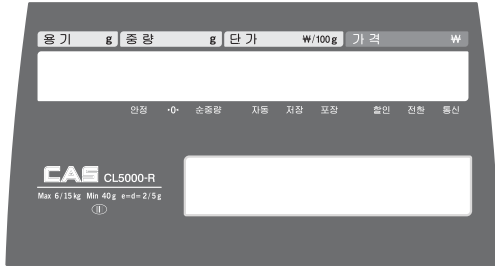 용기 g 중량 g 단가 ₩/100g 가격 ₩
안정 ·0· 순중량 자동 저장 포장 할인 전환 통신
CAS CL5000-R
Max 6/15kg Min 40g e=d=2/5g
II